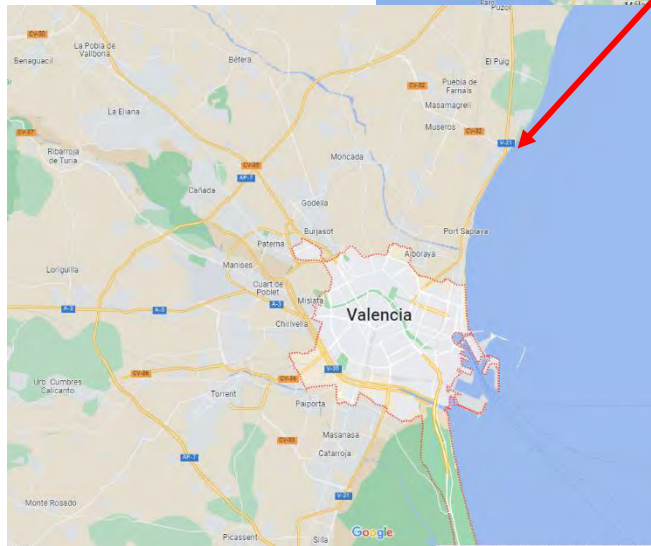 Puzol
CV-50
La Pobla de
Vallbona
Benaguacil
Bétera
El Puig
CV-32
Puebla de
Farnals
Masamagrell
La Eliana
Museros
CV-32
V-21
Ribarroja
de Turia
CV-35
Moncada
AP-7
Cañada
Godella
Burjasot
Port Saplaya
Paterna
Alboraya
Manises
Loriguilla
Cuart de
Poblet
Mislata
A-3
A-3
A-3
Valencia
Chirivella
V-30
CV-36
CV-36
Urb. Cumbres
Calicanto
Torrent
Paiporta
CV-33
Masanasa
Catarroja
AP-7
V-31
Monte Rosado
Google
Picassent
Silla